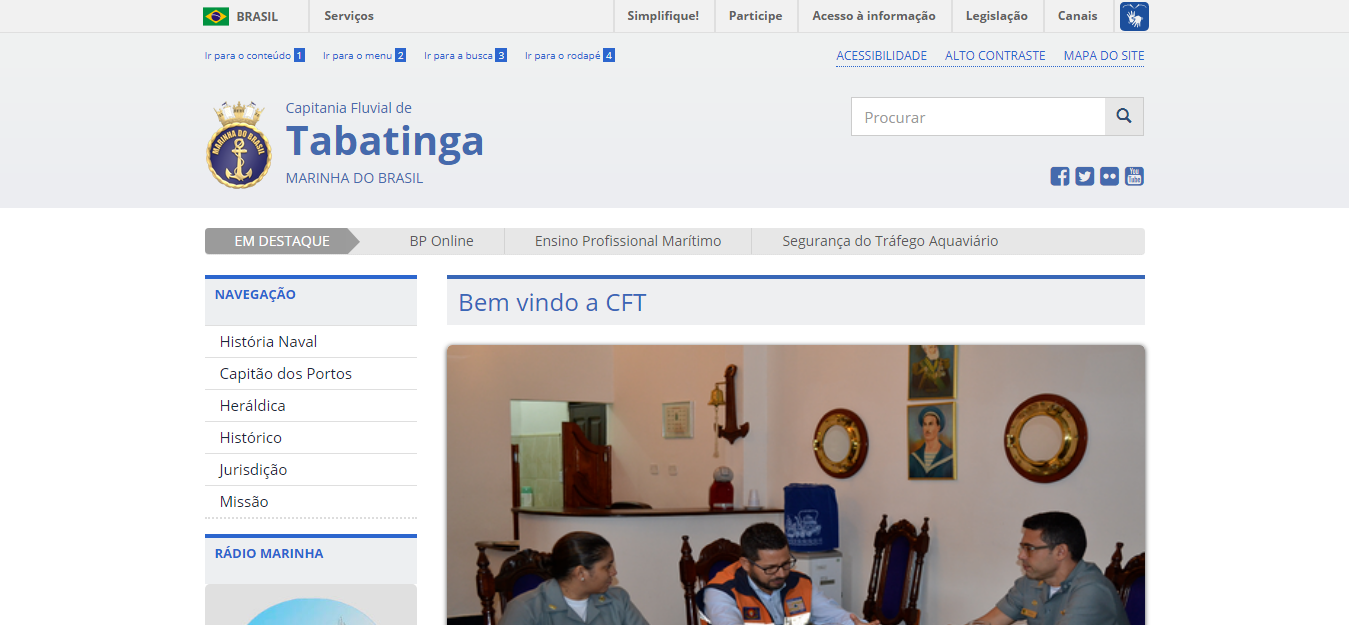 BRASIL Serviços Simplifique! Participe Acesso à informação Legislação Canais
Ir para o conteúdo 1 Ir para o menu 2 Ir para a busca 3 Ir para o rodapé 4 ACESSIBILIDADE ALTO CONTRASTE MAPA DO SITE
MARINHA DO BRASIL
Capitania Fluvial de
Tabatinga
MARINHA DO BRASIL
Procurar
You Tube
EM DESTAQUE BP Online Ensino Profissional Marítimo Segurança do Tráfego Aquaviário
NAVEGAÇÃO
História Naval
Capitão dos Portos
Heráldica
Histórico
Jurisdição
Missão
RÁDIO MARINHA
Bem vindo a CFT